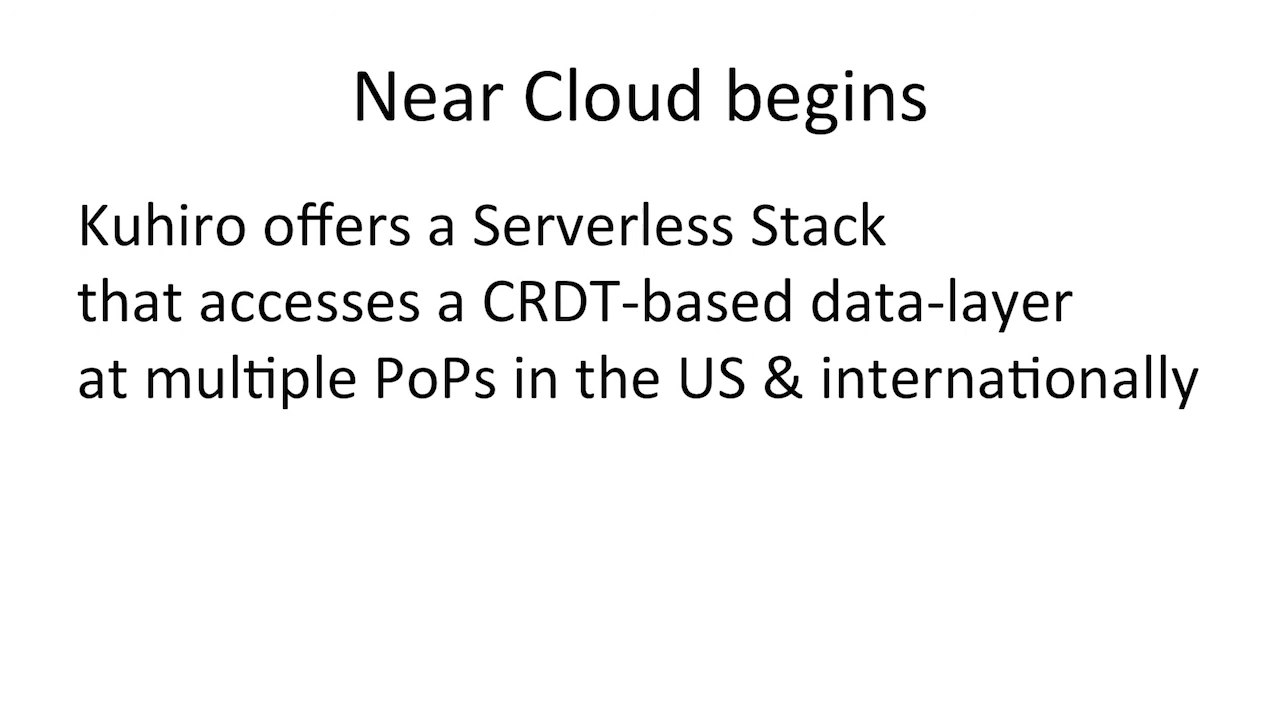 Near Cloud begins
Kuhiro offers a Serverless Stack
that accesses a CRDT-based data-layer
at multiple PoPs in the US & internationally